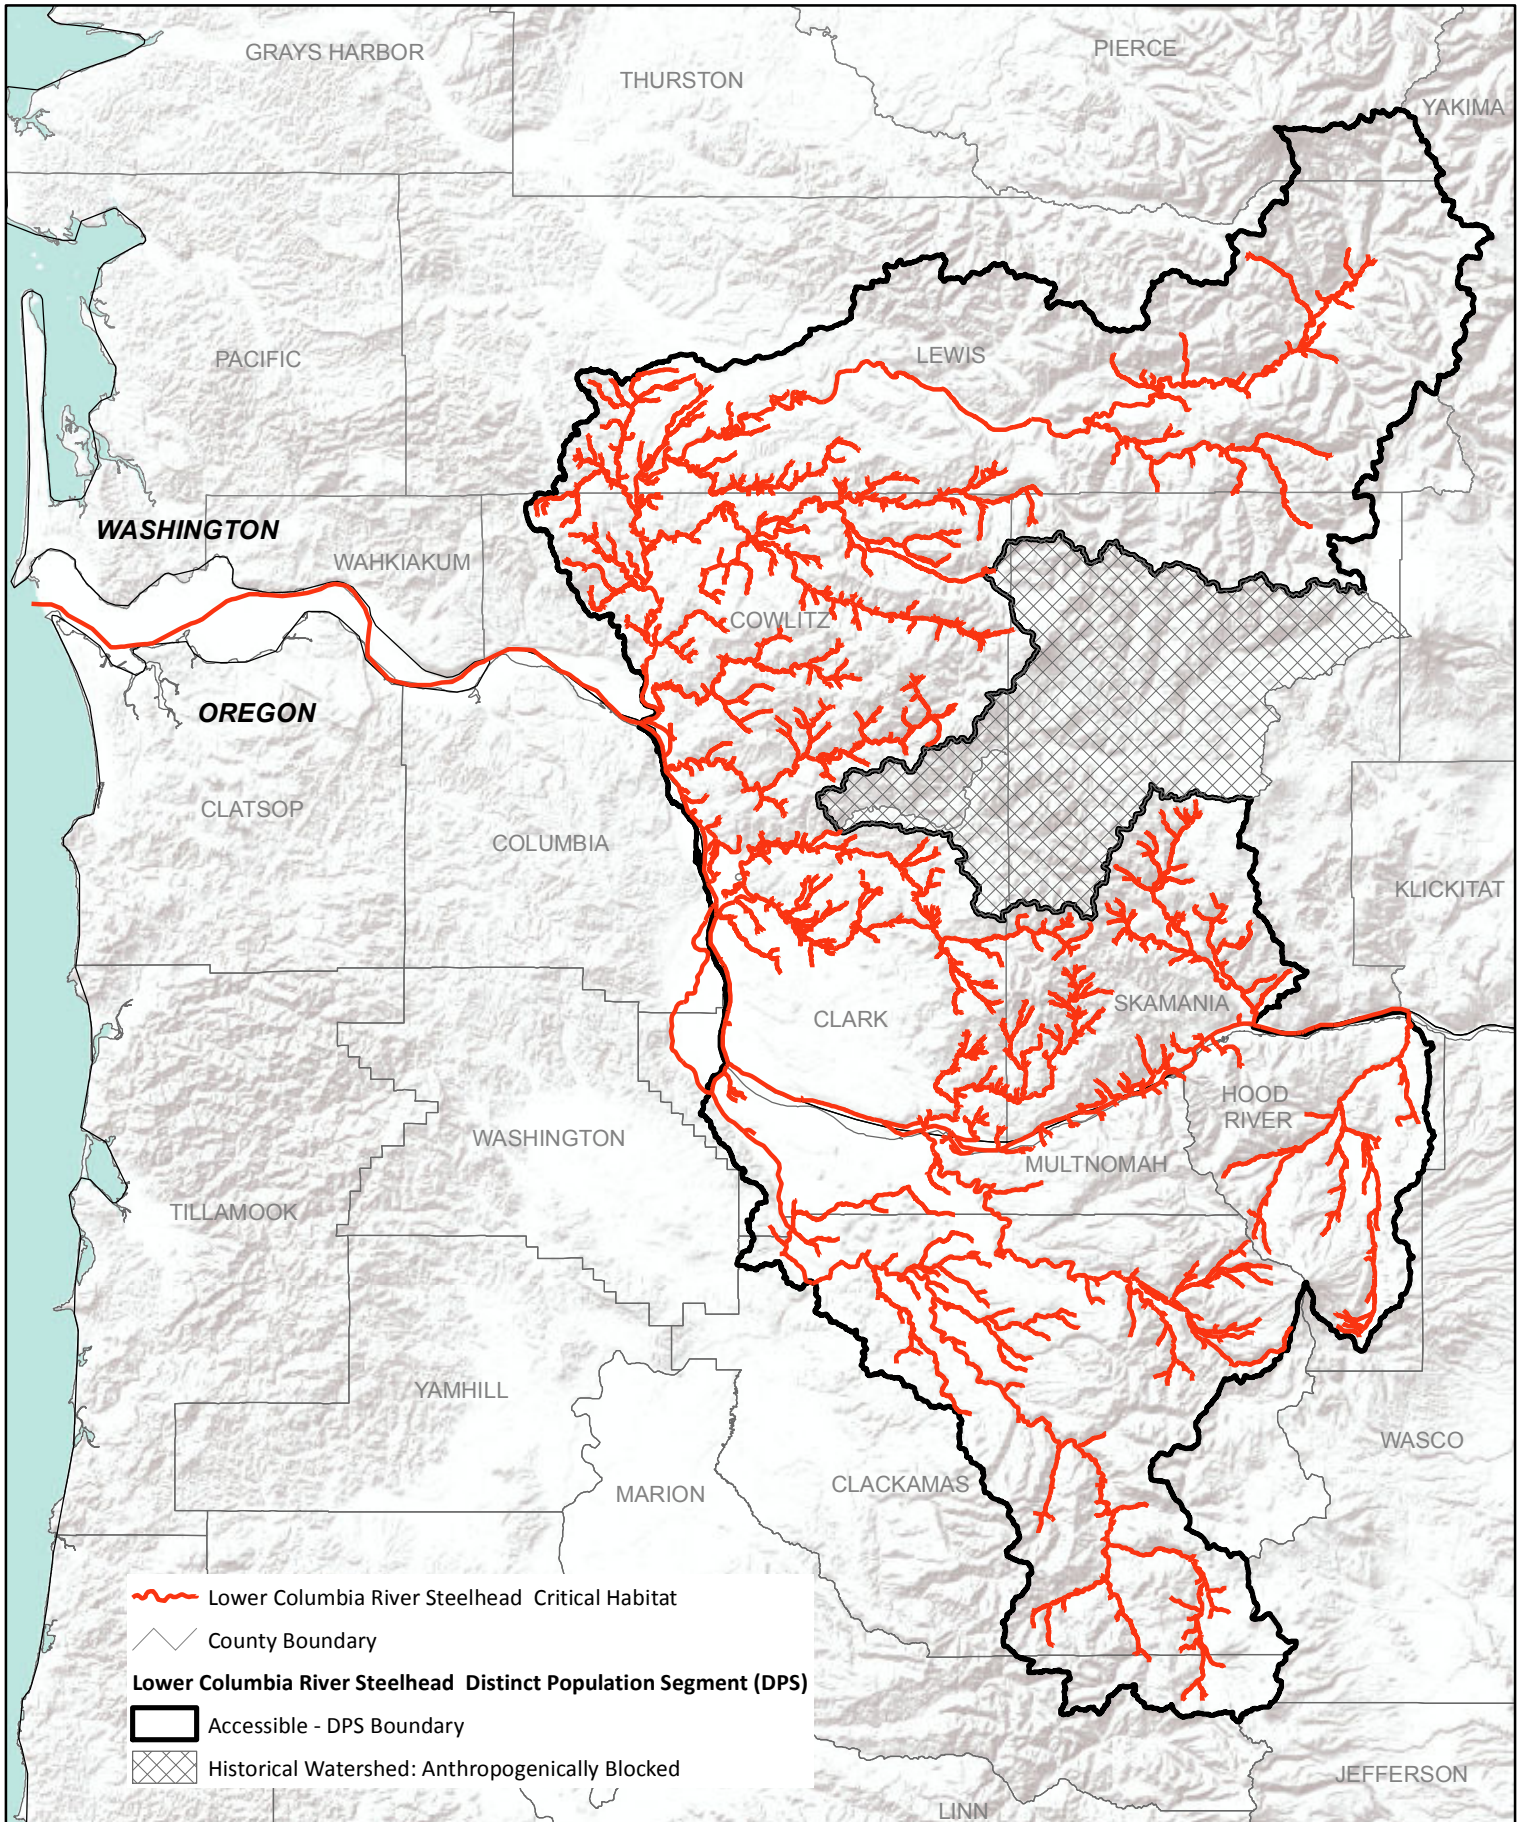 GRAYS HARBOR
THURSTON
PIERCE
YAKIMA
PACIFIC
LEWIS
WASHINGTON
WAHKIAKUM
COWLITZ
OREGON
CLATSOP
COLUMBIA
KLICKITAT
SKAMANIA
CLARK
HOOD
RIVER
WASHINGTON
MULTNOMAH
TILLAMOOK
YAMHILL
WASCO
MARION
CLACKAMAS
Lower Columbia River Steelhead Critical Habitat
County Boundary
Lower Columbia River Steelhead Distinct Population Segment (DPS)
Accessible - DPS Boundary
Historical Watershed: Anthropogenically Blocked
JEFFERSON
LINN